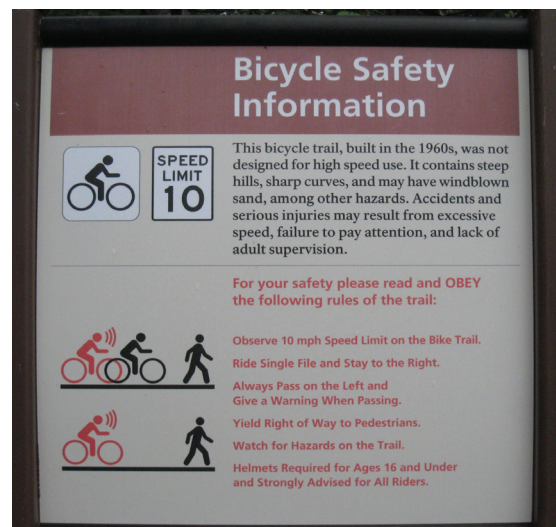 Bicycle Safety
Information
SPEED
LIMIT
10
This bicycle trail, built in the 1960s, was not
designed for high speed use. It contains steep
hills, sharp curves, and may have windblown
sand, among other hazards. Accidents and
serious injuries may result from excessive
speed, failure to pay attention, and lack of
adult supervision.
For your safety please read and OBEY
the following rules of the trail:
Observe 10 mph Speed Limit on the Bike Trail.
Ride Single File and Stay to the Right.
Always Pass on the Left and
Give a Warning When Passing.
Yield Right of Way to Pedestrians.
Watch for Hazards on the Trail.
Helmets Required for Ages 16 and Under
and Strongly Advised for All Riders.